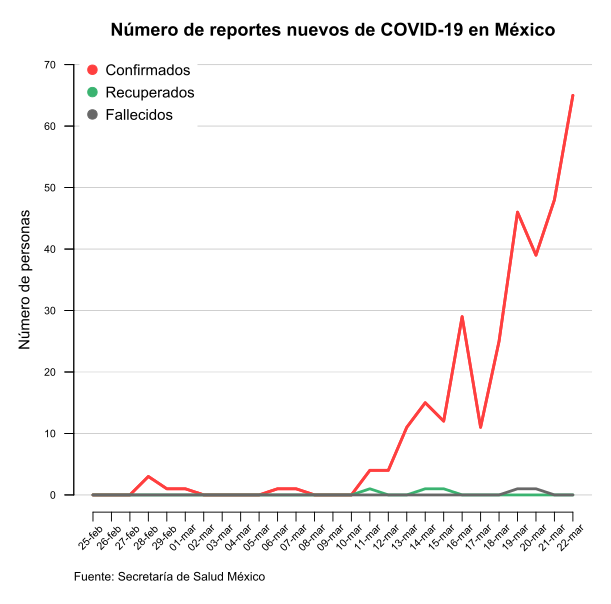 Número de reportes nuevos de COVID-19 en México
Confirmados
Recuperados
Fallecidos
Número de personas
70
60
50
40
30
20
10
0
25-feb
26-feb
27-feb
28-feb
29-feb
01-mar
02-mar
03-mar
04-mar
05-mar
06-mar
07-mar
08-mar
09-mar
10-mar
11-mar
12-mar
13-mar
14-mar
15-mar
16-mar
17-mar
18-mar
19-mar
20-mar
21-mar
22-mar
Fuente: Secretaría de Salud México